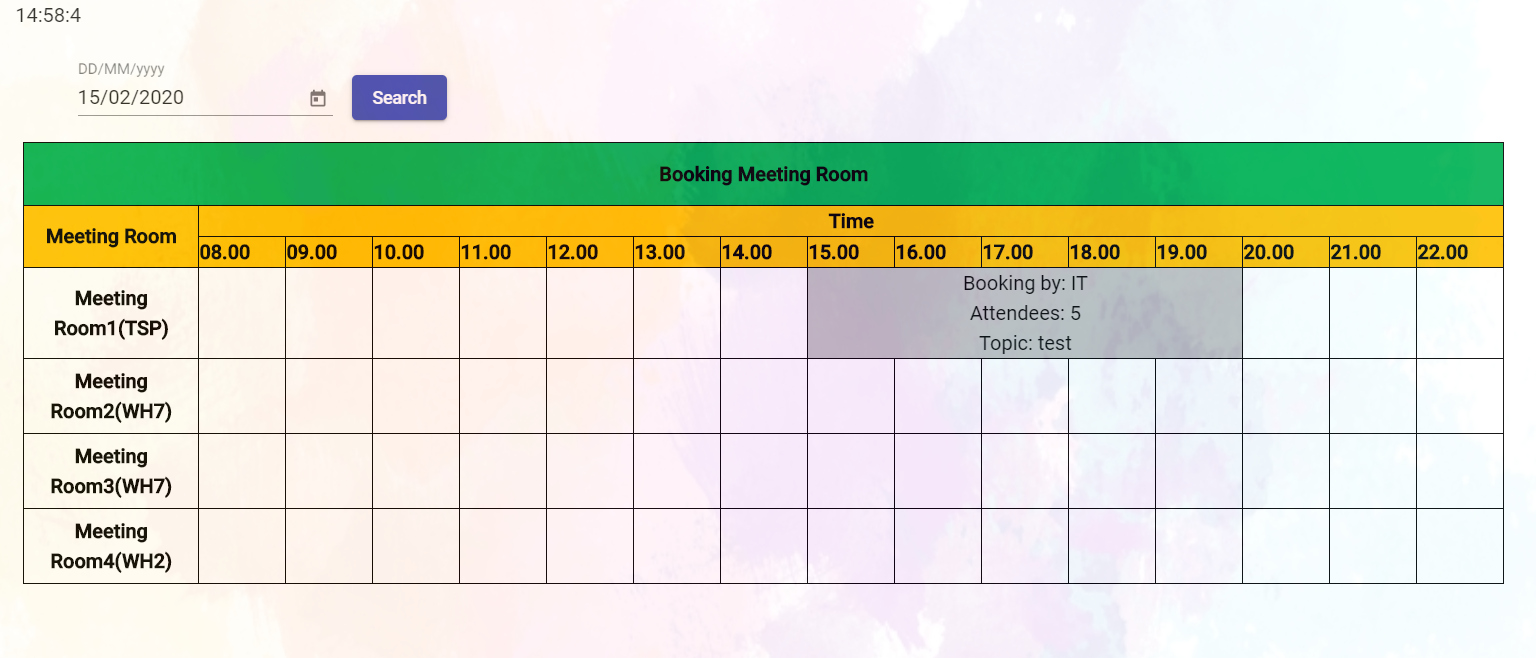 14:58:4
DD/MM/yyyy
15/02/2020
Search
Booking Meeting Room
Meeting Room
Time
08.00 09.00 10.00 11.00 12.00 13.00 14.00 15.00 16.00 17.00 18.00 19.00 20.00 21.00 22.00
Meeting
Room1(TSP)
Booking by: IT
Attendees: 5
Topic: test
Meeting
Room2(WH7)
Meeting
Room3(WH7)
Meeting
Room4(WH2)